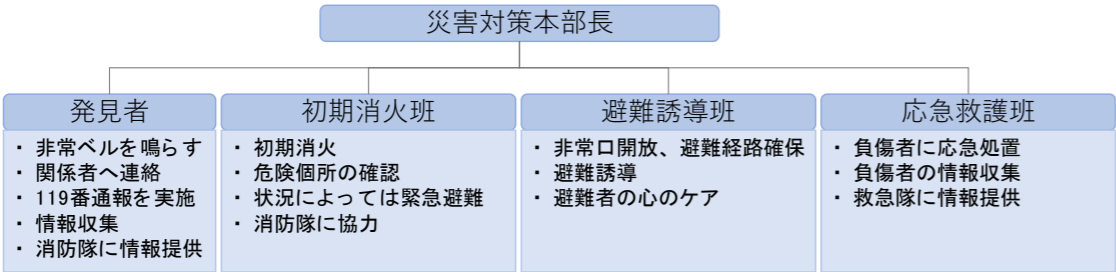 災害対策本部長
発見者
・ 非常ベルを鳴らす
・ 関係者へ連絡
・ 119番通報を実施
・ 情報収集
・ 消防隊に情報提供
初期消火班
・ 初期消火
・ 危険個所の確認
・ 状況によっては緊急避難
・ 消防隊に協力
避難誘導班
・ 非常口開放、避難経路確保
・ 避難誘導
・ 避難者の心のケア
応急救護班
・ 負傷者に応急処置
・ 負傷者の情報収集
・ 救急隊に情報提供